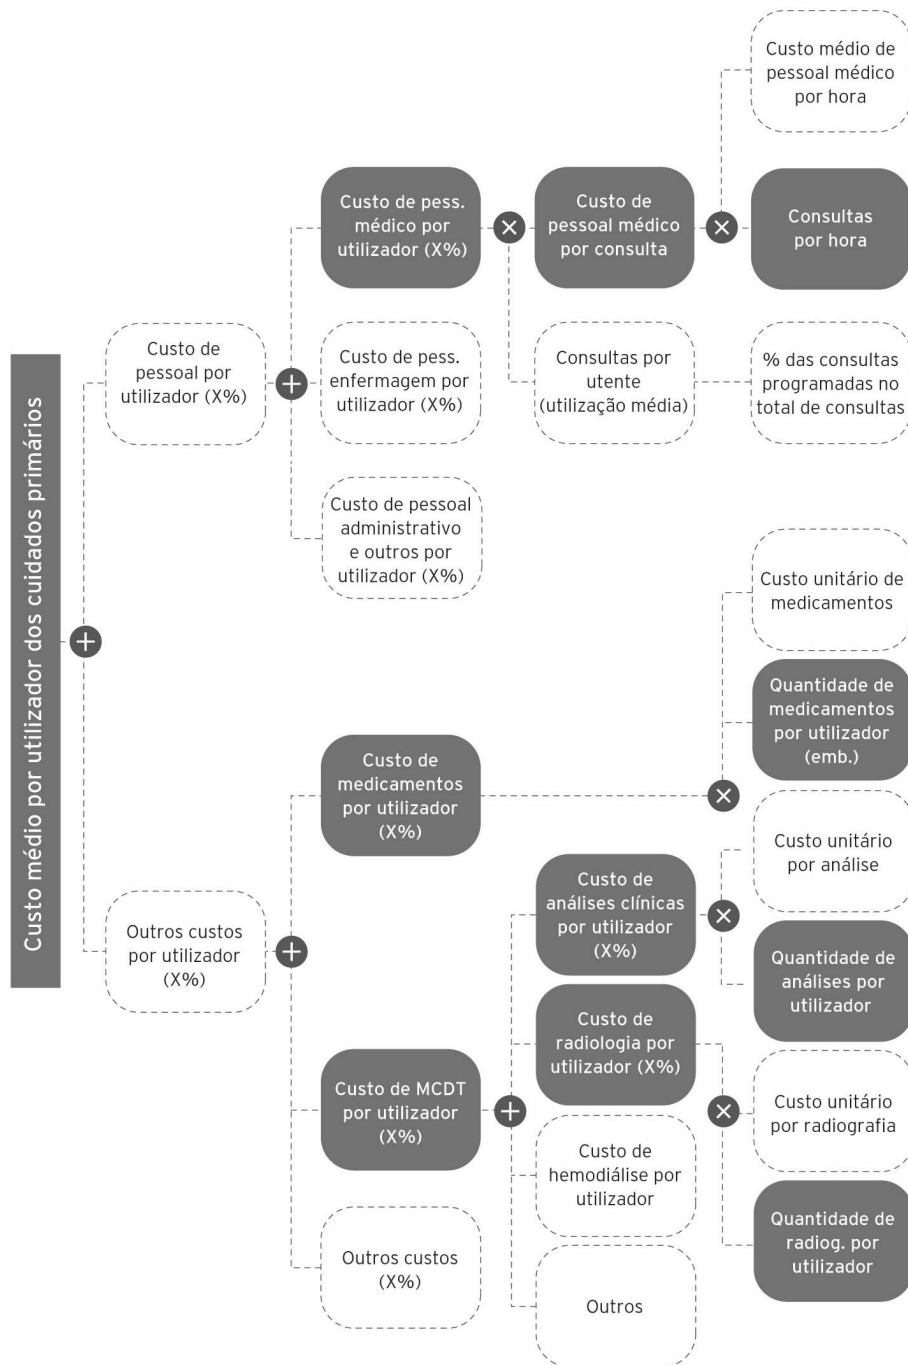 Custo médio por utilizador dos cuidados primários
+
Custo de
pessoal por
utilizador (X%)
+
Custo de pess.
médico por
utilizador (X%)
×
Custo de
pessoal médico
por consulta
×
Custo médio de
pessoal médico
por hora
Consultas
por hora
Consultas por
utente
(utilização média)
% das consultas
programadas no
total de consultas
Custo de pess.
enfermagem por
utilizador (X%)
Custo de pessoal
administrativo
e outros por
utilizador (X%)
Outros custos
por utilizador
(X%)
+
Custo de
medicamentos
por utilizador
(X%)
×
Custo unitário de
medicamentos
Quantidade de
medicamentos
por utilizador
(emb.)
Custo de MCDT
por utilizador
(X%)
+
Custo de
análises clínicas
por utilizador
(X%)
×
Custo unitário
por análise
Quantidade de
análises por
utilizador
Custo de
radiologia por
utilizador (X%)
×
Custo unitário
por radiografia
Quantidade de
radiog. por
utilizador
Custo de
hemodiálise por
utilizador
Outros
Outros custos
(X%)